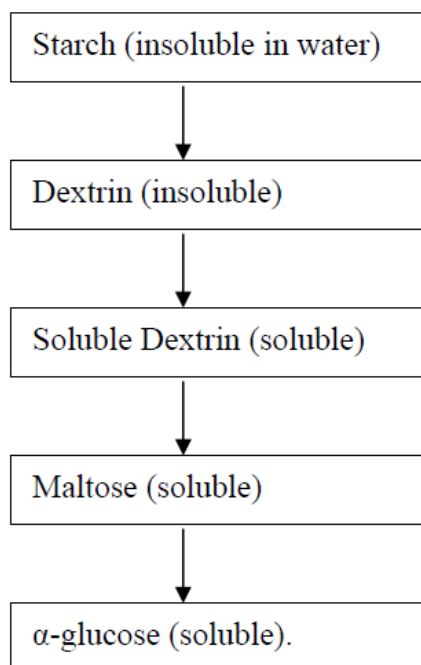 Starch (insoluble in water)
Dextrin (insoluble)
Soluble Dextrin (soluble)
Maltose (soluble)
α-glucose (soluble).